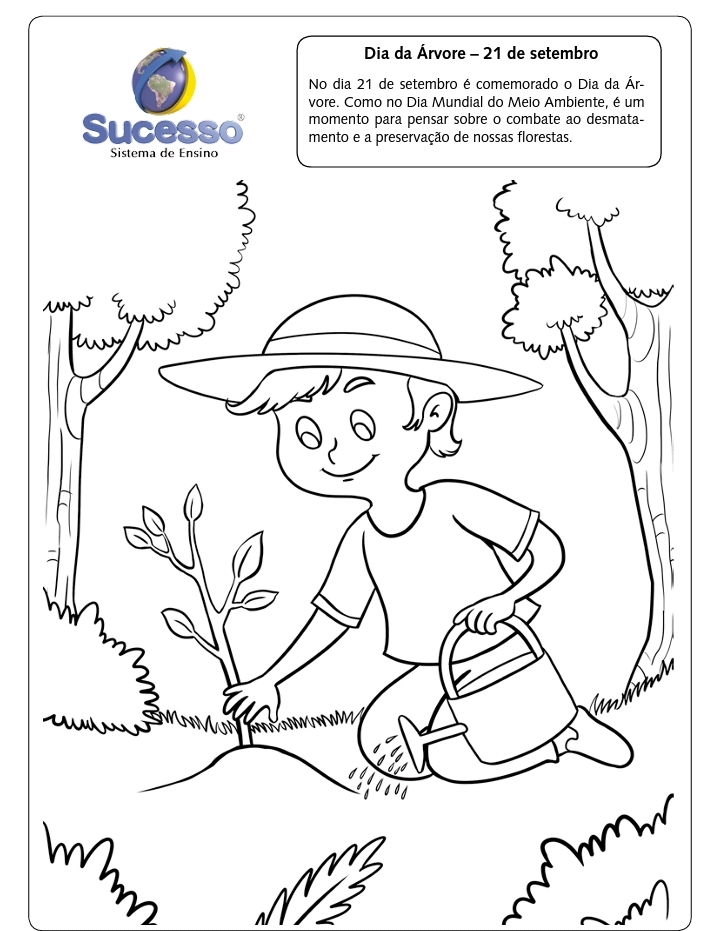 Sucesso®
Sistema de Ensino
Dia da Árvore – 21 de setembro
No dia 21 de setembro é comemorado o Dia da Ár-
vore. Como no Dia Mundial do Meio Ambiente, é um
momento para pensar sobre o combate ao desmata-
mento e a preservação de nossas florestas.